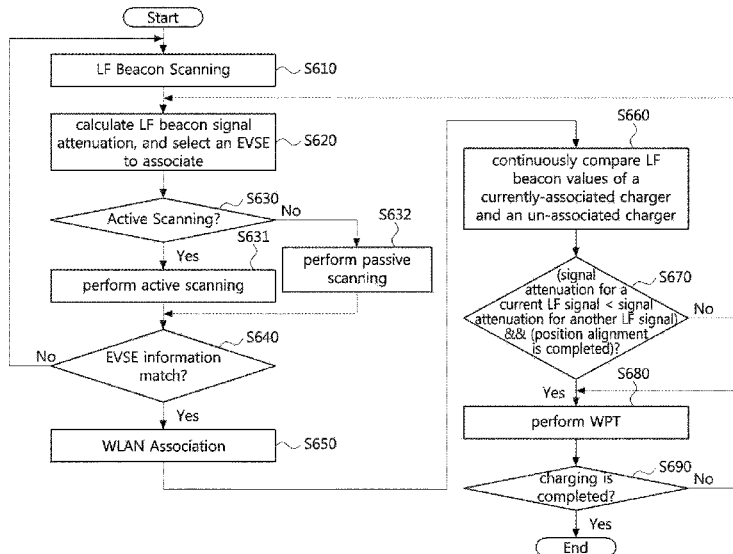 Start
LF Beacon Scanning
S610
calculate LF beacon signal
attenuation, and select an EVSE
to associate
S620
Active Scanning?
S630
No
Yes
S631
perform active scanning
S632
perform passive
scanning
EVSE information
match?
S640
No
Yes
WLAN Association
S650
S660
continuously compare LF
beacon values of a
currently-associated charger
and an un-associated charger
S670
(signal
attenuation for a
current LF signal < signal
attenuation for another LF signal)
&& (position alignment
is completed)?
No
Yes
S680
perform WPT
S690
charging is
completed?
No
Yes
End